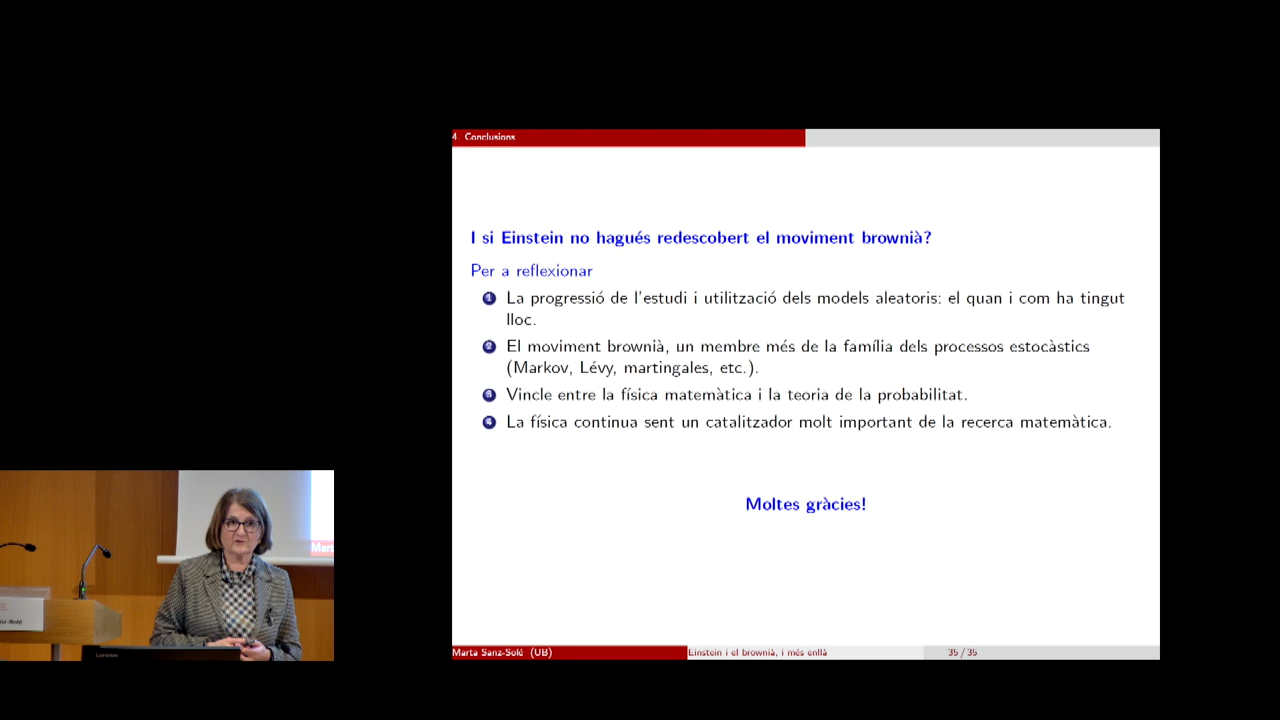 4. Conclusions
I si Einstein no hagués redescobert el moviment brownià?
Per a reflexionar
1 La progressió de l'estudi i utilització dels models aleatoris: el quan i com ha tingut
lloc.
2 El moviment brownià, un membre més de la família dels processos estocàstics
(Markov, Lévy, martingales, etc.).
3 Vincle entre la física matemàtica i la teoria de la probabilitat.
4 La física continua sent un catalitzador molt important de la recerca matemàtica.
Moltes gràcies!
Marta Sanz-Solé (UB)
Einstein i el brownià, i més enllà
35 / 35